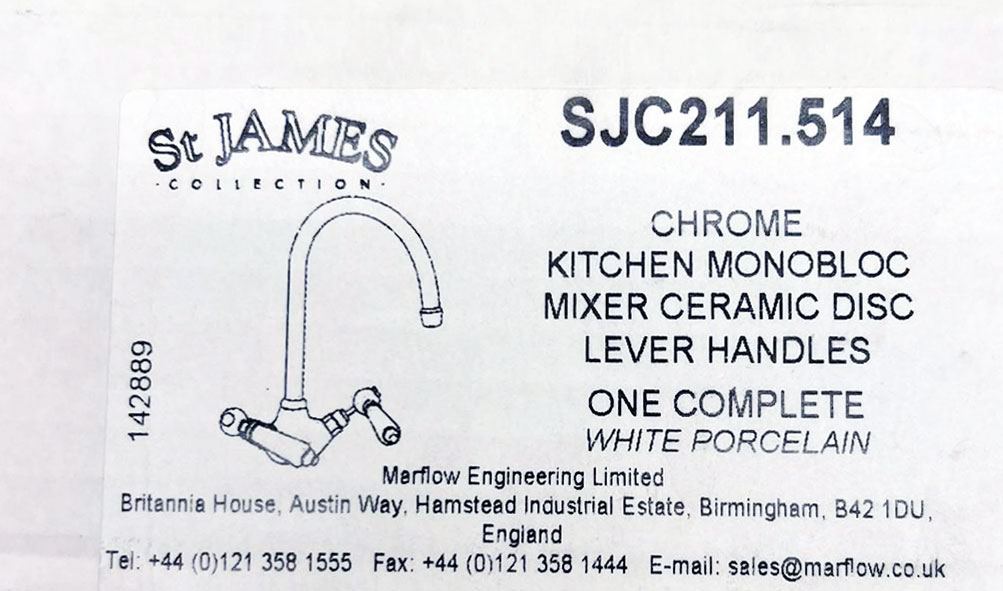 St JAMES
·COLLECTION·
SJC211.514
CHROME
KITCHEN MONOBLOC
MIXER CERAMIC DISC
LEVER HANDLES
ONE COMPLETE
WHITE PORCELAIN
142889
Marflow Engineering Limited
Britannia House, Austin Way, Hamstead Industrial Estate, Birmingham, B42 1DU,
England
Tel: +44 (0)121 358 1555 Fax: +44 (0)121 358 1444 E-mail: sales@marflow.co.uk